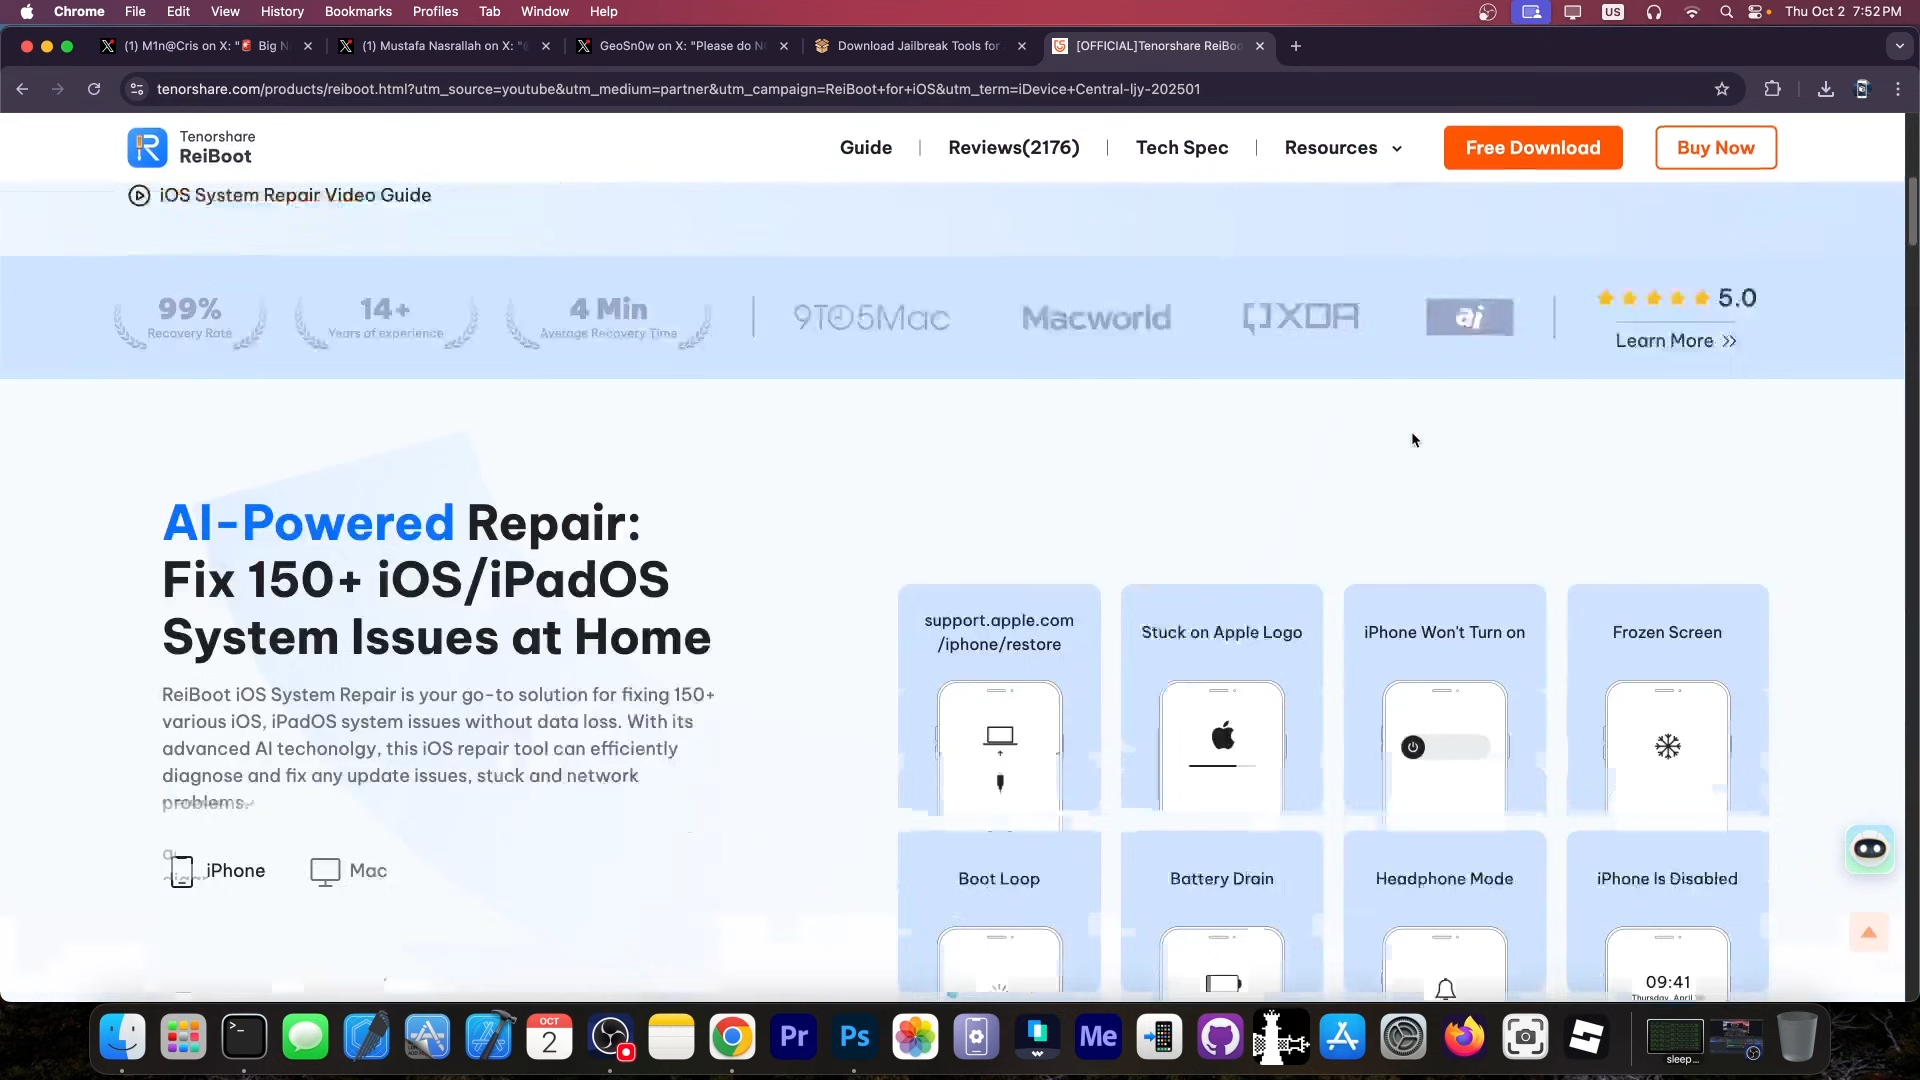 Chrome File Edit View History Bookmarks Profiles Tab Window Help US Thu Oct 2 7:52 PM
(1) M1n@Cris on X: " Big N
(1) Mustafa Nasrallah on X: "
GeoSn0w on X: "Please do N
Download Jailbreak Tools for
[OFFICIAL]Tenorshare ReiBoo
tenorshare.com/products/reiboot.html?utm_source=youtube&utm_medium=partner&utm_campaign=ReiBoot+for+iOS&utm_term=iDevice+Central-ljy-202501
Tenorshare
ReiBoot
Guide | Reviews(2176) | Tech Spec | Resources
Free Download
Buy Now
iOS System Repair Video Guide
99%
Recovery Rate
14+
Years of experience
4 Min
Average Recovery Time
9TO5Mac
Macworld
XDA
ai
5.0
Learn More >>
AI-Powered Repair:
Fix 150+ iOS/iPadOS
System Issues at Home
ReiBoot iOS System Repair is your go-to solution for fixing 150+
various iOS, iPadOS system issues without data loss. With its
advanced AI techonolgy, this iOS repair tool can efficiently
diagnose and fix any update issues, stuck and network
problems.
iPhone
Mac
support.apple.com
/iphone/restore
Stuck on Apple Logo
iPhone Won't Turn on
Frozen Screen
Boot Loop
Battery Drain
Headphone Mode
iPhone Is Disabled
09:41
Thursday, April
OCT
2
Pr
Ps
Me
sleep...